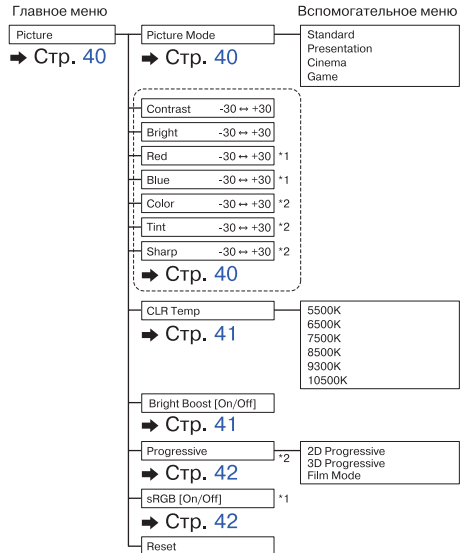 Главное меню
Вспомогательное меню
Picture
➡ Стр. 40
Picture Mode
➡ Стр. 40
Standard
Presentation
Cinema
Game
Contrast -30 ↔ +30
Bright -30 ↔ +30
Red -30 ↔ +30 *1
Blue -30 ↔ +30 *1
Color -30 ↔ +30 *2
Tint -30 ↔ +30 *2
Sharp -30 ↔ +30 *2
➡ Стр. 40
CLR Temp
➡ Стр. 41
5500K
6500K
7500K
8500K
9300K
10500K
Bright Boost [On/Off]
➡ Стр. 41
Progressive *2
➡ Стр. 42
2D Progressive
3D Progressive
Film Mode
sRGB [On/Off] *1
➡ Стр. 42
Reset